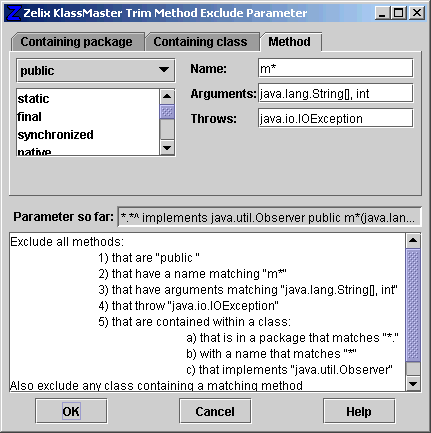 Zelix KlassMaster Trim Method Exclude Parameter
Containing package Containing class Method
public
static
final
synchronized
native
Name: m*
Arguments: java.lang.String[], int
Throws: java.io.IOException
Parameter so far: *.*^ implements java.util.Observer public m*(java.lan...
Exclude all methods:
1) that are "public "
2) that have a name matching "m*"
3) that have arguments matching "java.lang.String[], int"
4) that throw "java.io.IOException"
5) that are contained within a class:
a) that is in a package that matches "*."
b) with a name that matches "*"
c) that implements "java.util.Observer"
Also exclude any class containing a matching method
OK Cancel Help